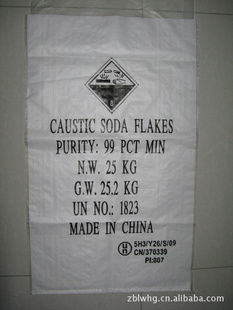 CAUSTIC SODA FLAKES
PURITY: 99 PCT MIN
N.W. 25 KG
G.W. 25.2 KG
UN NO.: 1823
MADE IN CHINA
5H3/Y26/S/09
CN/370339
PI:007
zblwhg.cn.alibaba.com